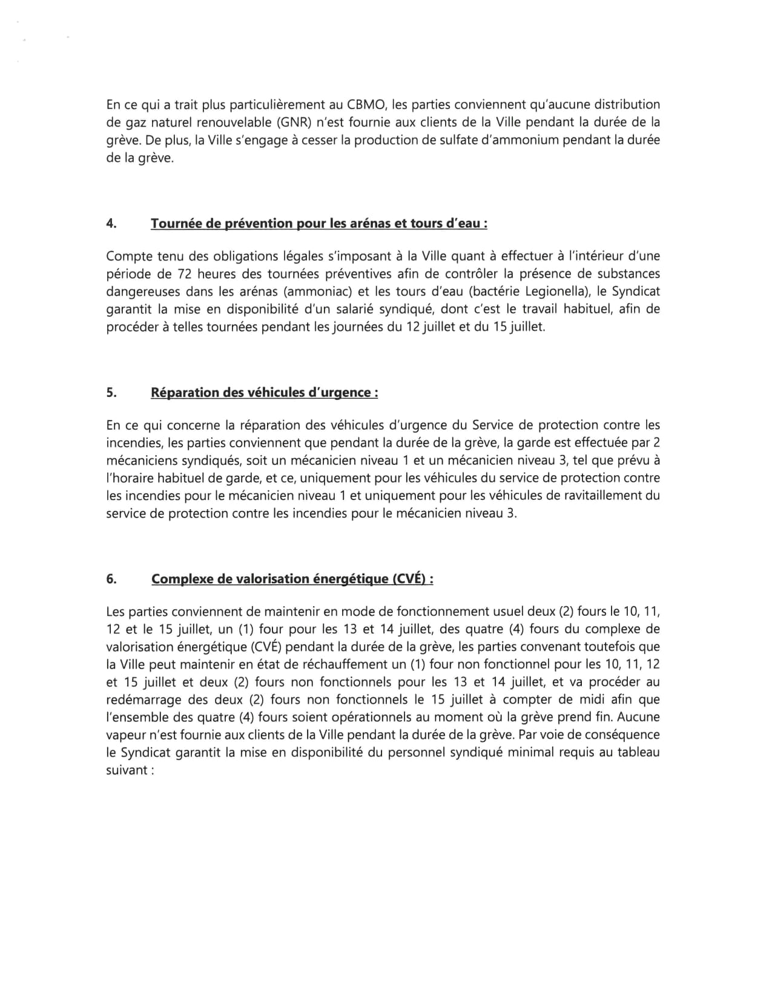 En ce qui a trait plus particulièrement au CBMO, les parties conviennent qu'aucune distribution
de gaz naturel renouvelable (GNR) n'est fournie aux clients de la Ville pendant la durée de la
grève. De plus, la Ville s'engage à cesser la production de sulfate d'ammonium pendant la durée
de la grève.
4. Tournée de prévention pour les arénas et tours d'eau :
Compte tenu des obligations légales s'imposant à la Ville quant à effectuer à l'intérieur d'une
période de 72 heures des tournées préventives afin de contrôler la présence de substances
dangereuses dans les arénas (ammoniac) et les tours d'eau (bactérie Legionella), le Syndicat
garantit la mise en disponibilité d'un salarié syndiqué, dont c'est le travail habituel, afin de
procéder à telles tournées pendant les journées du 12 juillet et du 15 juillet.
5. Réparation des véhicules d'urgence :
En ce qui concerne la réparation des véhicules d'urgence du Service de protection contre les
incendies, les parties conviennent que pendant la durée de la grève, la garde est effectuée par 2
mécaniciens syndiqués, soit un mécanicien niveau 1 et un mécanicien niveau 3, tel que prévu à
l'horaire habituel de garde, et ce, uniquement pour les véhicules du service de protection contre
les incendies pour le mécanicien niveau 1 et uniquement pour les véhicules de ravitaillement du
service de protection contre les incendies pour le mécanicien niveau 3.
6. Complexe de valorisation énergétique (CVÉ) :
Les parties conviennent de maintenir en mode de fonctionnement usuel deux (2) fours le 10, 11,
12 et le 15 juillet, un (1) four pour les 13 et 14 juillet, des quatre (4) fours du complexe de
valorisation énergétique (CVÉ) pendant la durée de la grève, les parties convenant toutefois que
la Ville peut maintenir en état de réchauffement un (1) four non fonctionnel pour les 10, 11, 12
et 15 juillet et deux (2) fours non fonctionnels pour les 13 et 14 juillet, et va procéder au
redémarrage des deux (2) fours non fonctionnels le 15 juillet à compter de midi afin que
l'ensemble des quatre (4) fours soient opérationnels au moment où la grève prend fin. Aucune
vapeur n'est fournie aux clients de la Ville pendant la durée de la grève. Par voie de conséquence
le Syndicat garantit la mise en disponibilité du personnel syndiqué minimal requis au tableau
suivant :